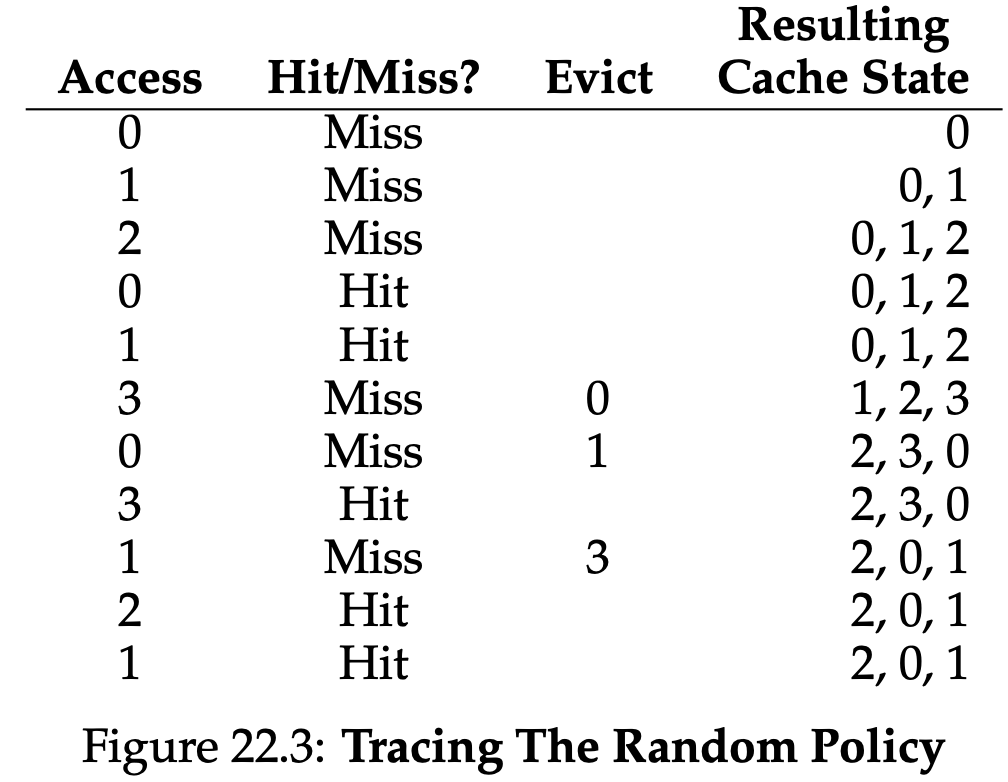 Resulting
Access Hit/Miss? Evict Cache State
0 Miss 0
1 Miss 0, 1
2 Miss 0, 1, 2
0 Hit 0, 1, 2
1 Hit 0, 1, 2
3 Miss 0 1, 2, 3
0 Miss 1 2, 3, 0
3 Hit 2, 3, 0
1 Miss 3 2, 0, 1
2 Hit 2, 0, 1
1 Hit 2, 0, 1
Figure 22.3: Tracing The Random Policy